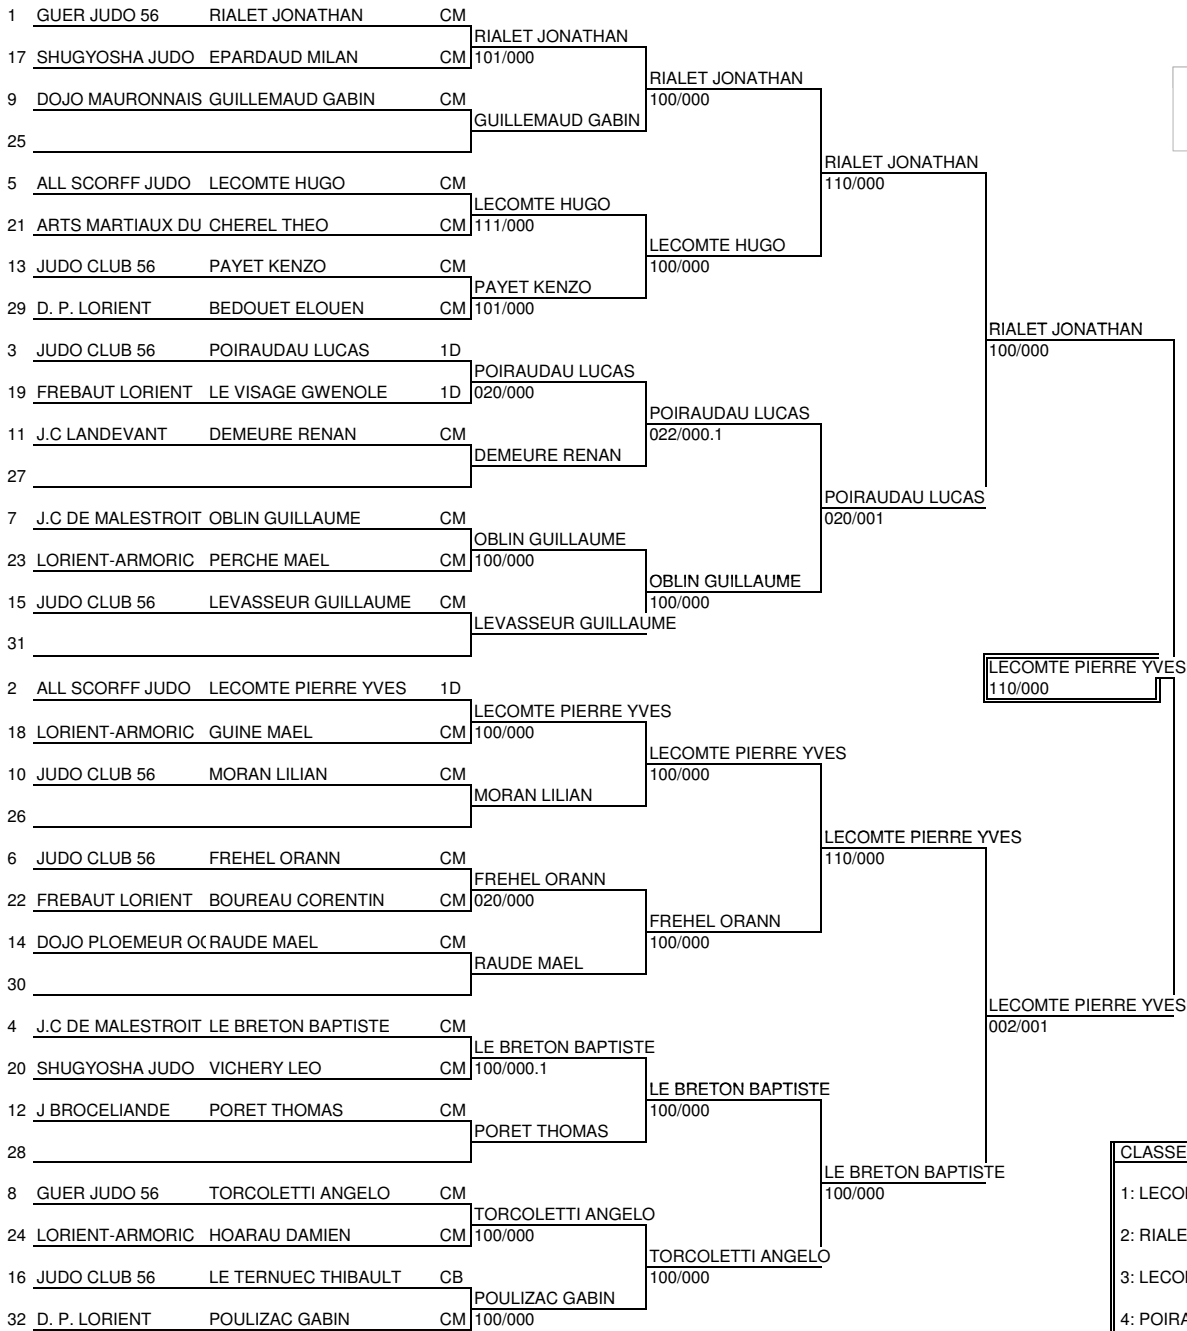 1 GUER JUDO 56 RIALET JONATHAN CM
RIALET JONATHAN
17 SHUGYOSHA JUDO EPARDAUD MILAN CM 101/000
RIALET JONATHAN
9 DOJO MAURONNAIS GUILLEMAUD GABIN CM 100/000
GUILLEMAUD GABIN
25
RIALET JONATHAN
5 ALL SCORFF JUDO LECOMTE HUGO CM 110/000
LECOMTE HUGO
21 ARTS MARTIAUX DU CHEREL THEO CM 111/000
LECOMTE HUGO
13 JUDO CLUB 56 PAYET KENZO CM 100/000
PAYET KENZO
29 D. P. LORIENT BEDOUET ELOUEN CM 101/000
RIALET JONATHAN
3 JUDO CLUB 56 POIRAUDAU LUCAS 1D 100/000
POIRAUDAU LUCAS
19 FREBAUT LORIENT LE VISAGE GWENOLE 1D 020/000
POIRAUDAU LUCAS
11 J.C LANDEVANT DEMEURE RENAN CM 022/000.1
DEMEURE RENAN
27
POIRAUDAU LUCAS
7 J.C DE MALESTROIT OBLIN GUILLAUME CM 020/001
OBLIN GUILLAUME
23 LORIENT-ARMORIC PERCHE MAEL CM 100/000
OBLIN GUILLAUME
15 JUDO CLUB 56 LEVASSEUR GUILLAUME CM 100/000
LEVASSEUR GUILLAUME
31
LECOMTE PIERRE YVES
2 ALL SCORFF JUDO LECOMTE PIERRE YVES 1D 110/000
LECOMTE PIERRE YVES
18 LORIENT-ARMORIC GUINE MAEL CM 100/000
LECOMTE PIERRE YVES
10 JUDO CLUB 56 MORAN LILIAN CM 100/000
MORAN LILIAN
26
LECOMTE PIERRE YVES
6 JUDO CLUB 56 FREHEL ORANN CM 110/000
FREHEL ORANN
22 FREBAUT LORIENT BOUREAU CORENTIN CM 020/000
FREHEL ORANN
14 DOJO PLOEMEUR O RAUDE MAEL CM 100/000
RAUDE MAEL
30
LECOMTE PIERRE YVES
4 J.C DE MALESTROIT LE BRETON BAPTISTE CM 002/001
LE BRETON BAPTISTE
20 SHUGYOSHA JUDO VICHERY LEO CM 100/000.1
LE BRETON BAPTISTE
12 J BROCELIANDE PORET THOMAS CM 100/000
PORET THOMAS
28 CLASSE
LE BRETON BAPTISTE
8 GUER JUDO 56 TORCOLETTI ANGELO CM 100/000 1: LECO
TORCOLETTI ANGELO
24 LORIENT-ARMORIC HOARAU DAMIEN CM 100/000 2: RIALE
TORCOLETTI ANGELO
16 JUDO CLUB 56 LE TERNUEC THIBAULT CB 100/000 3: LECO
POULIZAC GABIN
32 D. P. LORIENT POULIZAC GABIN CM 100/000 4: POIRA